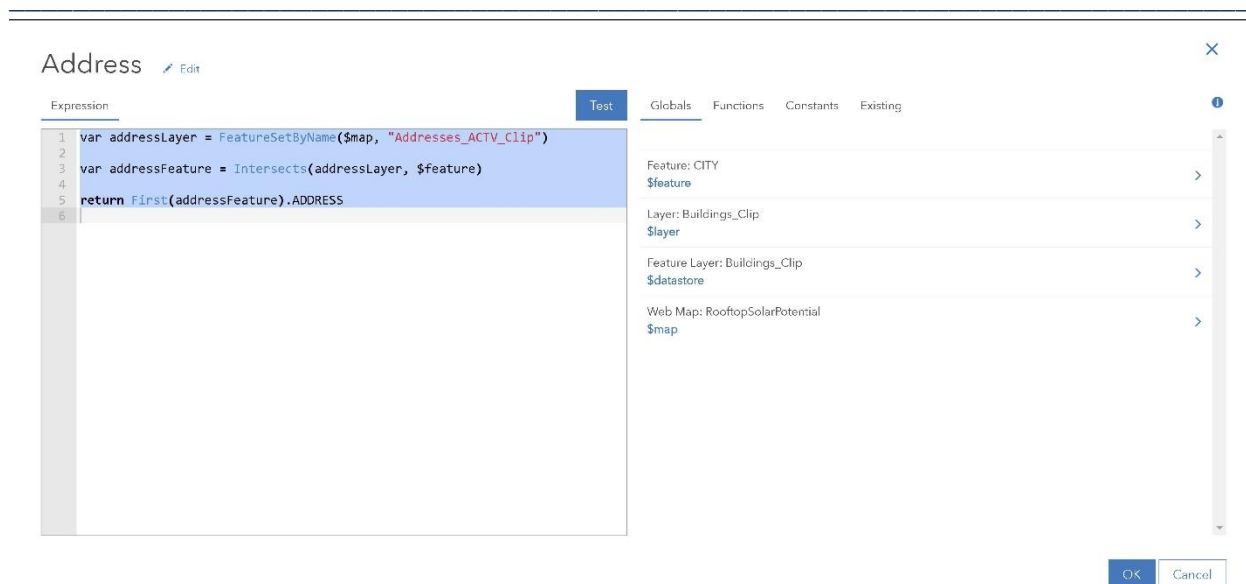 Address Edit
Expression Test Globals Functions Constants Existing
1 var addressLayer = FeatureSetByName($map, "Addresses_ACTV_Clip")
2
3 var addressFeature = Intersects(addressLayer, $feature)
4
5 return First(addressFeature).ADDRESS
6
Feature: CITY
$feature
Layer: Buildings_Clip
$layer
Feature Layer: Buildings_Clip
$datastore
Web Map: RooftopSolarPotential
$map
OK Cancel